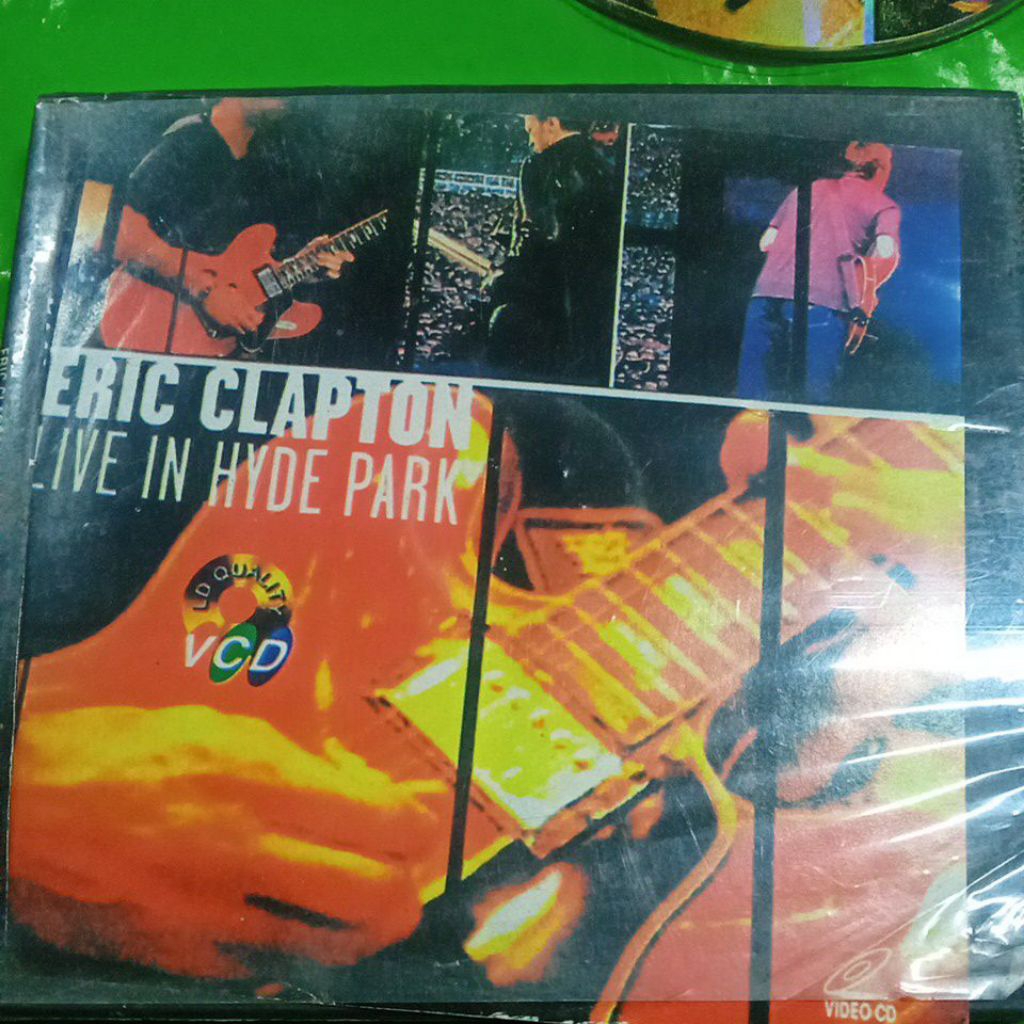 ERIC CLAPTON
LIVE IN HYDE PARK
LD QUALITY
VCD
VIDEO CD